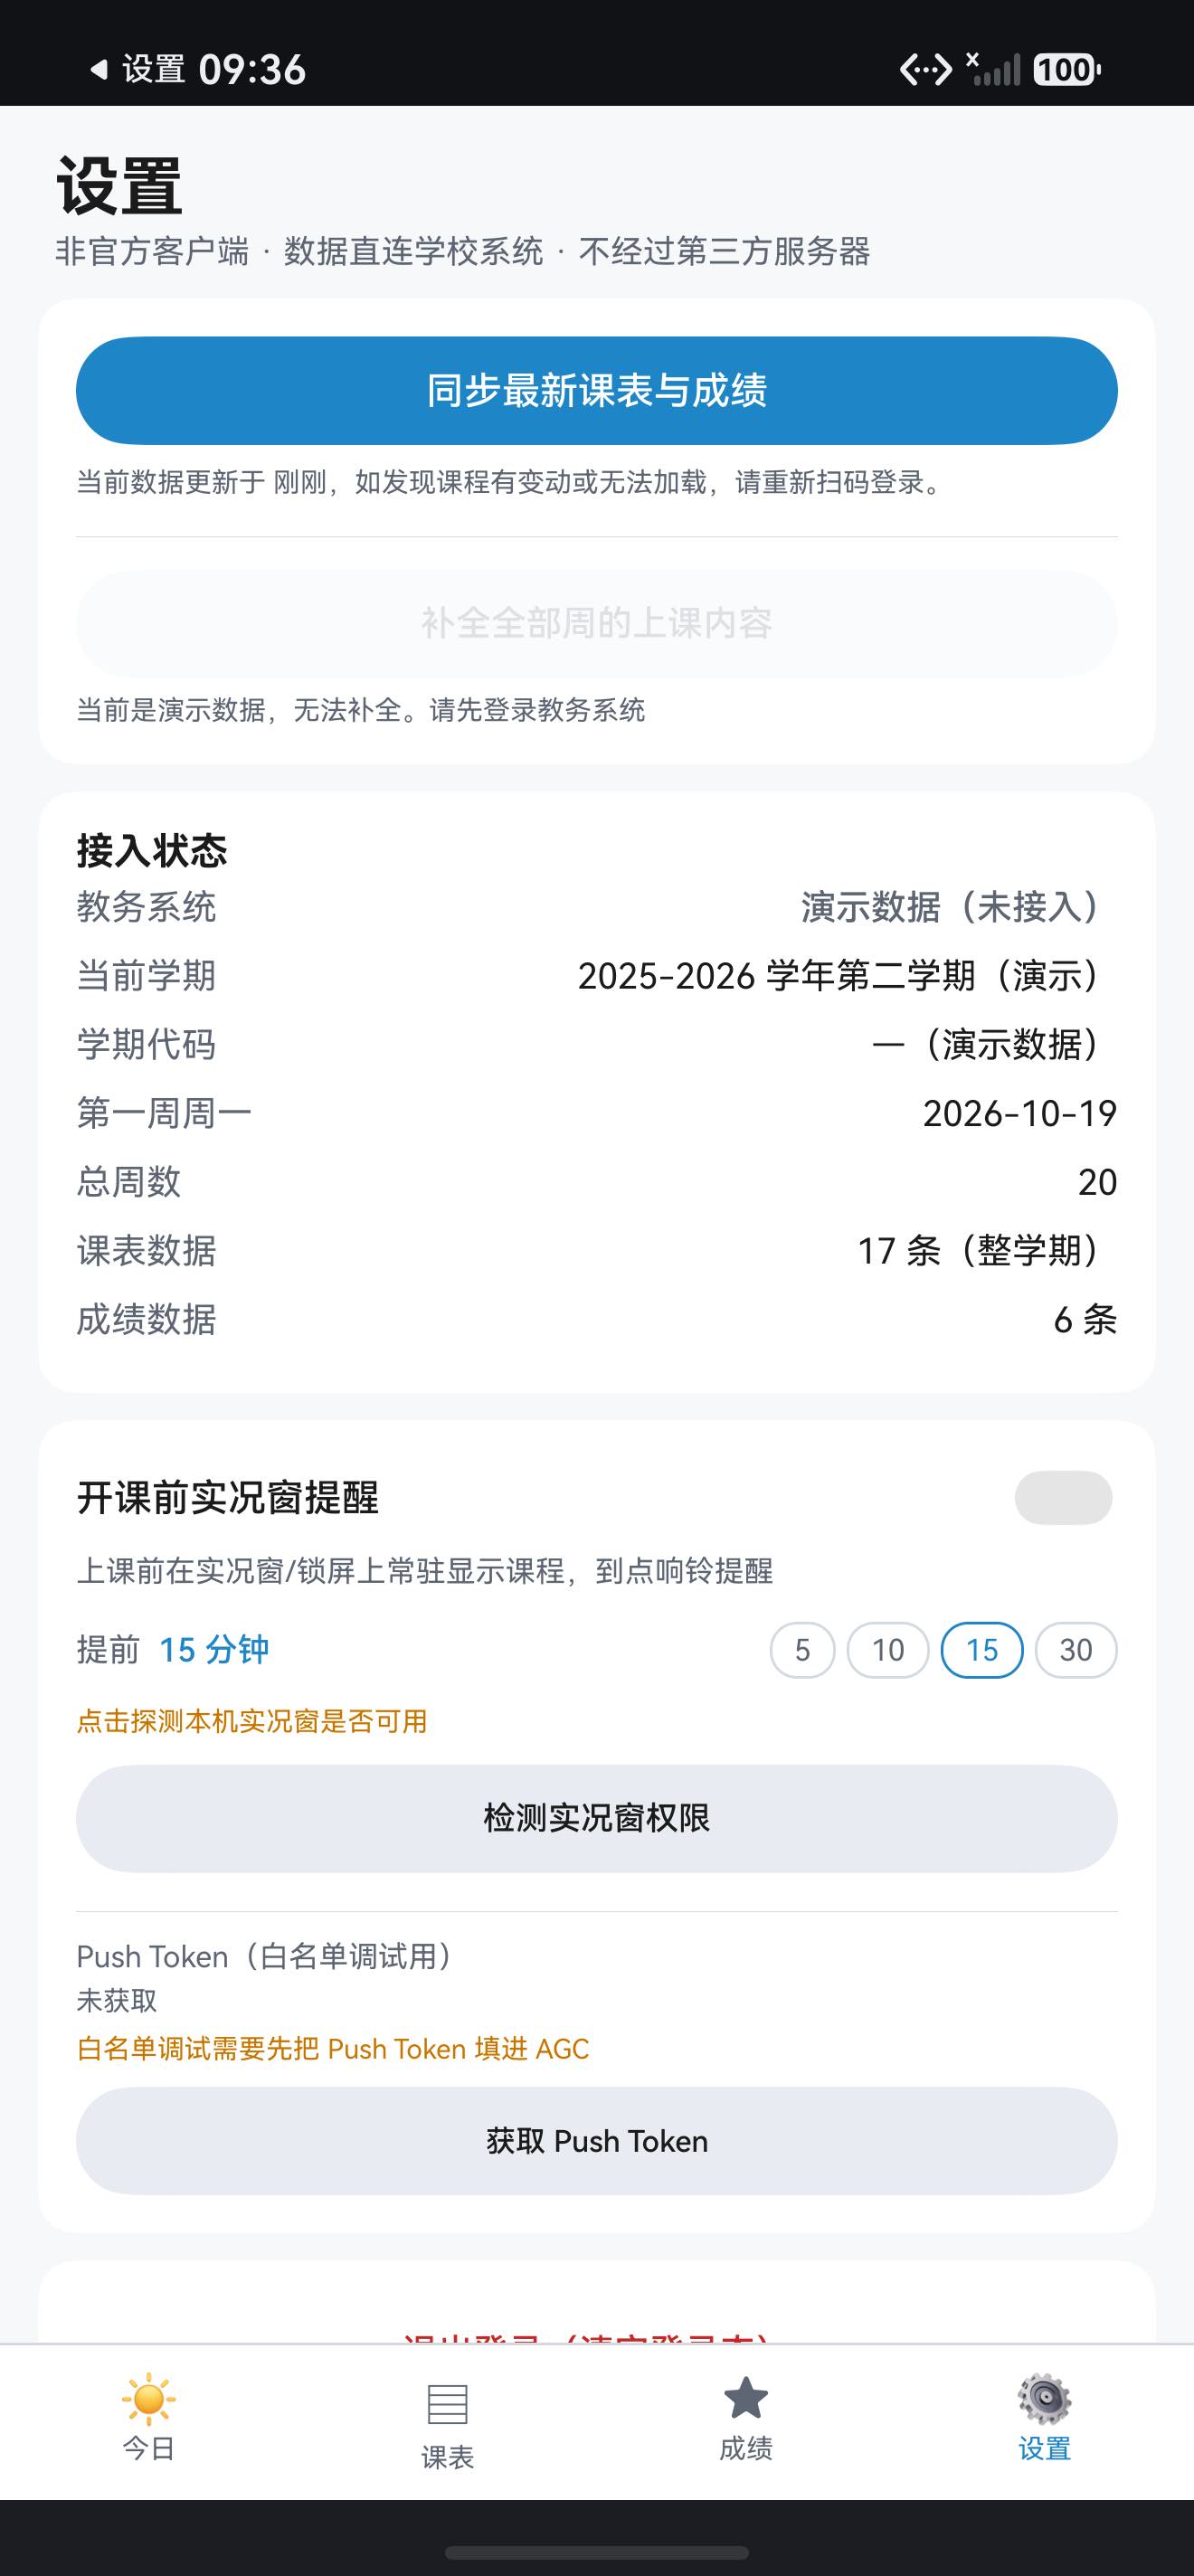 设置 09:36 100
设置
非官方客户端 · 数据直连学校系统 · 不经过第三方服务器
同步最新课表与成绩
当前数据更新于 刚刚，如发现课程有变动或无法加载，请重新扫码登录。
补全全部周的上课内容
当前是演示数据，无法补全。请先登录教务系统
接入状态
教务系统 演示数据（未接入）
当前学期 2025-2026 学年第二学期（演示）
学期代码 —（演示数据）
第一周周一 2026-10-19
总周数 20
课表数据 17 条（整学期）
成绩数据 6 条
开课前实况窗提醒
上课前在实况窗/锁屏上常驻显示课程，到点响铃提醒
提前 15 分钟 5 10 15 30
点击探测本机实况窗是否可用
检测实况窗权限
Push Token（白名单调试用）
未获取
白名单调试需要先把 Push Token 填进 AGC
获取 Push Token
今日 课表 成绩 设置